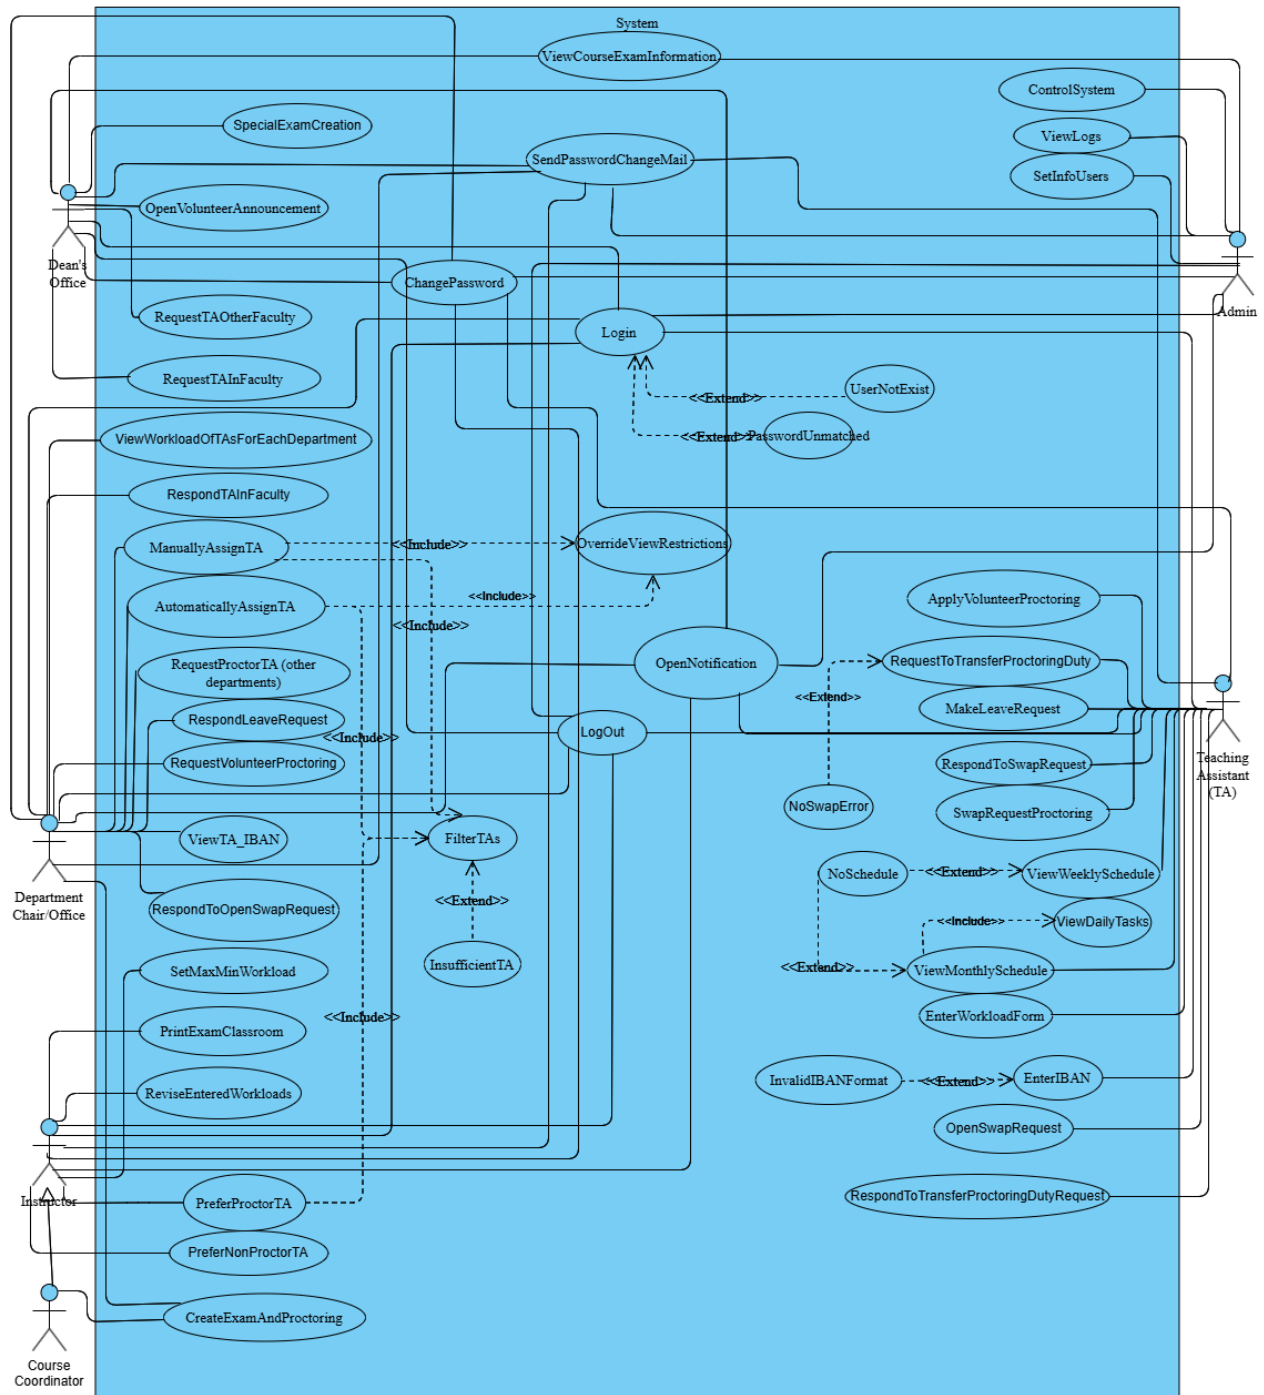 System
ViewCourseExamInformation
ControlSystem
SpecialExamCreation
ViewLogs
SendPasswordChangeMail
SetInfoUsers
OpenVolunteerAnnouncement
Dean's
Office
ChangePassword
Admin
RequestTAOtherFaculty
Login
RequestTAInFaculty
UserNotExist
<<Extend>>
<<Extend>>
PasswordUnmatched
ViewWorkloadOfTAsForEachDepartment
RespondTAInFaculty
ManuallyAssignTA
<<Include>>
OverrideViewRestrictions
<<Include>>
AutomaticallyAssignTA
ApplyVolunteerProctoring
<<Include>>
RequestProctorTA (other
departments)
OpenNotification
RequestToTransferProctoringDuty
<<Extend>>
MakeLeaveRequest
RespondLeaveRequest
<<Include>>
LogOut
RequestVolunteerProctoring
RespondToSwapRequest
Teaching
Assistant
(TA)
NoSwapError
SwapRequestProctoring
ViewTA_IBAN
FilterTAs
NoSchedule
<<Extend>>
ViewWeeklySchedule
Department
Chair/Office
<<Extend>>
RespondToOpenSwapRequest
<<Include>>
ViewDailyTasks
InsufficientTA
<<Extend>>
ViewMonthlySchedule
SetMaxMinWorkload
<<Include>>
EnterWorkloadForm
PrintExamClassroom
InvalidIBANFormat
<<Extend>>
EnterIBAN
ReviseEnteredWorkloads
OpenSwapRequest
Instructor
PreferProctorTA
RespondToTransferProctoringDutyRequest
PreferNonProctorTA
CreateExamAndProctoring
Course
Coordinator